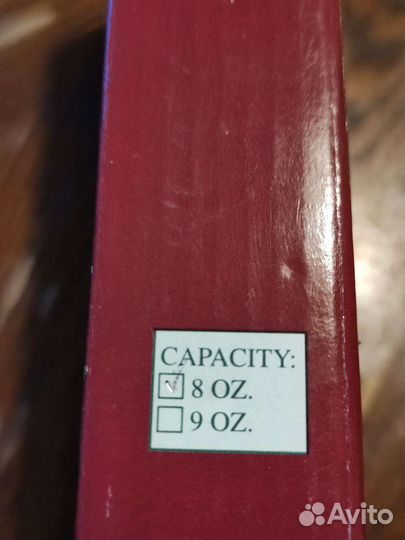 CAPACITY:
☑ 8 OZ.
☐ 9 OZ.
Avito